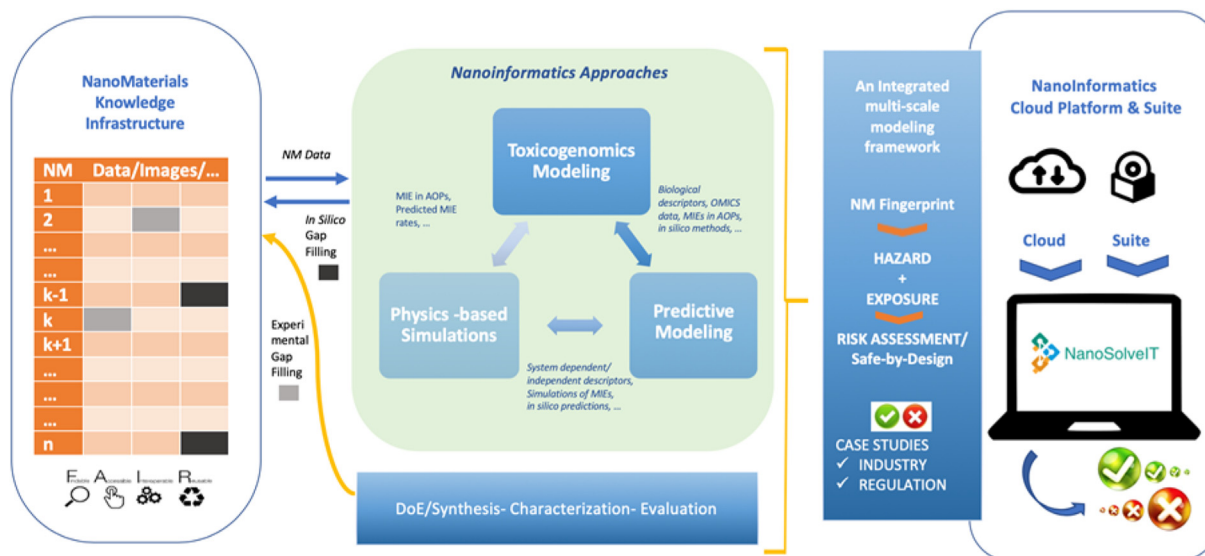 NanoMaterials
Knowledge
Infrastructure
NM Data/Images/...
1
2
...
...
k-1
k
k+1
...
...
...
n
Findable Accessible Interoperable Reusable
NM Data
In Silico
Gap
Filling
Experi
mental
Gap
Filling
Nanoinformatics Approaches
Toxicogenomics
Modeling
MIE in AOPs,
Predicted MIE
rates, ...
Biological
descriptors, OMICS
data, MIEs in AOPs,
in silico methods, ...
Physics -based
Simulations
Predictive
Modeling
System dependent/
independent descriptors,
Simulations of MIEs,
in silico predictions, ...
DoE/Synthesis- Characterization- Evaluation
An Integrated
multi-scale
modeling
framework
NM Fingerprint
HAZARD
+
EXPOSURE
RISK ASSESSMENT/
Safe-by-Design
CASE STUDIES
✓ INDUSTRY
✓ REGULATION
NanoInformatics
Cloud Platform & Suite
Cloud Suite
NanoSolveIT